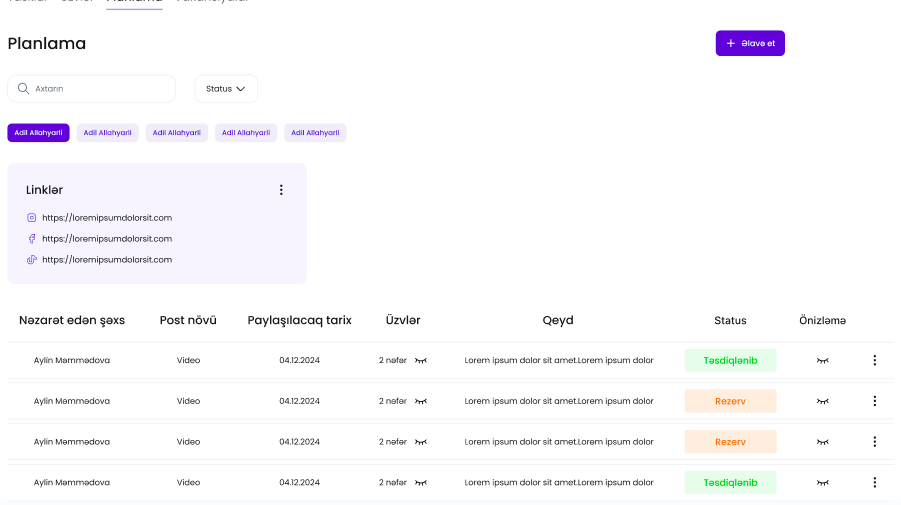 Planlama
Planlama
Əlavə et
Axtarın
Status
Adil Allahyarli
Adil Allahyarli
Adil Allahyarli
Adil Allahyarli
Adil Allahyarli
Linklər
https://loremipsumdolorsit.com
https://loremipsumdolorsit.com
https://loremipsumdolorsit.com
Nəzarət edən şəxs Post növü Paylaşılacaq tarix Üzvlər Qeyd Status Önizləmə
Aylin Məmmədova Video 04.12.2024 2 nəfər Lorem ipsum dolor sit amet.Lorem ipsum dolor Təsdiqlənib
Aylin Məmmədova Video 04.12.2024 2 nəfər Lorem ipsum dolor sit amet.Lorem ipsum dolor Rezerv
Aylin Məmmədova Video 04.12.2024 2 nəfər Lorem ipsum dolor sit amet.Lorem ipsum dolor Rezerv
Aylin Məmmədova Video 04.12.2024 2 nəfər Lorem ipsum dolor sit amet.Lorem ipsum dolor Təsdiqlənib